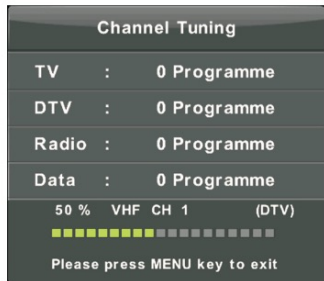 Channel Tuning
TV : 0 Programme
DTV : 0 Programme
Radio : 0 Programme
Data : 0 Programme
50 % VHF CH 1 (DTV)
Please press MENU key to exit